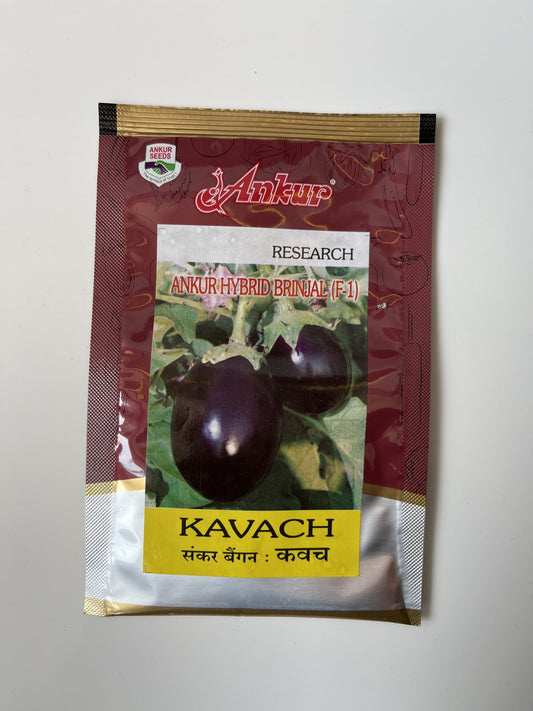 ANKUR
SEEDS
Ankur®
RESEARCH
ANKUR HYBRID BRINJAL (F-1)
KAVACH
संकर बैंगन : कवच